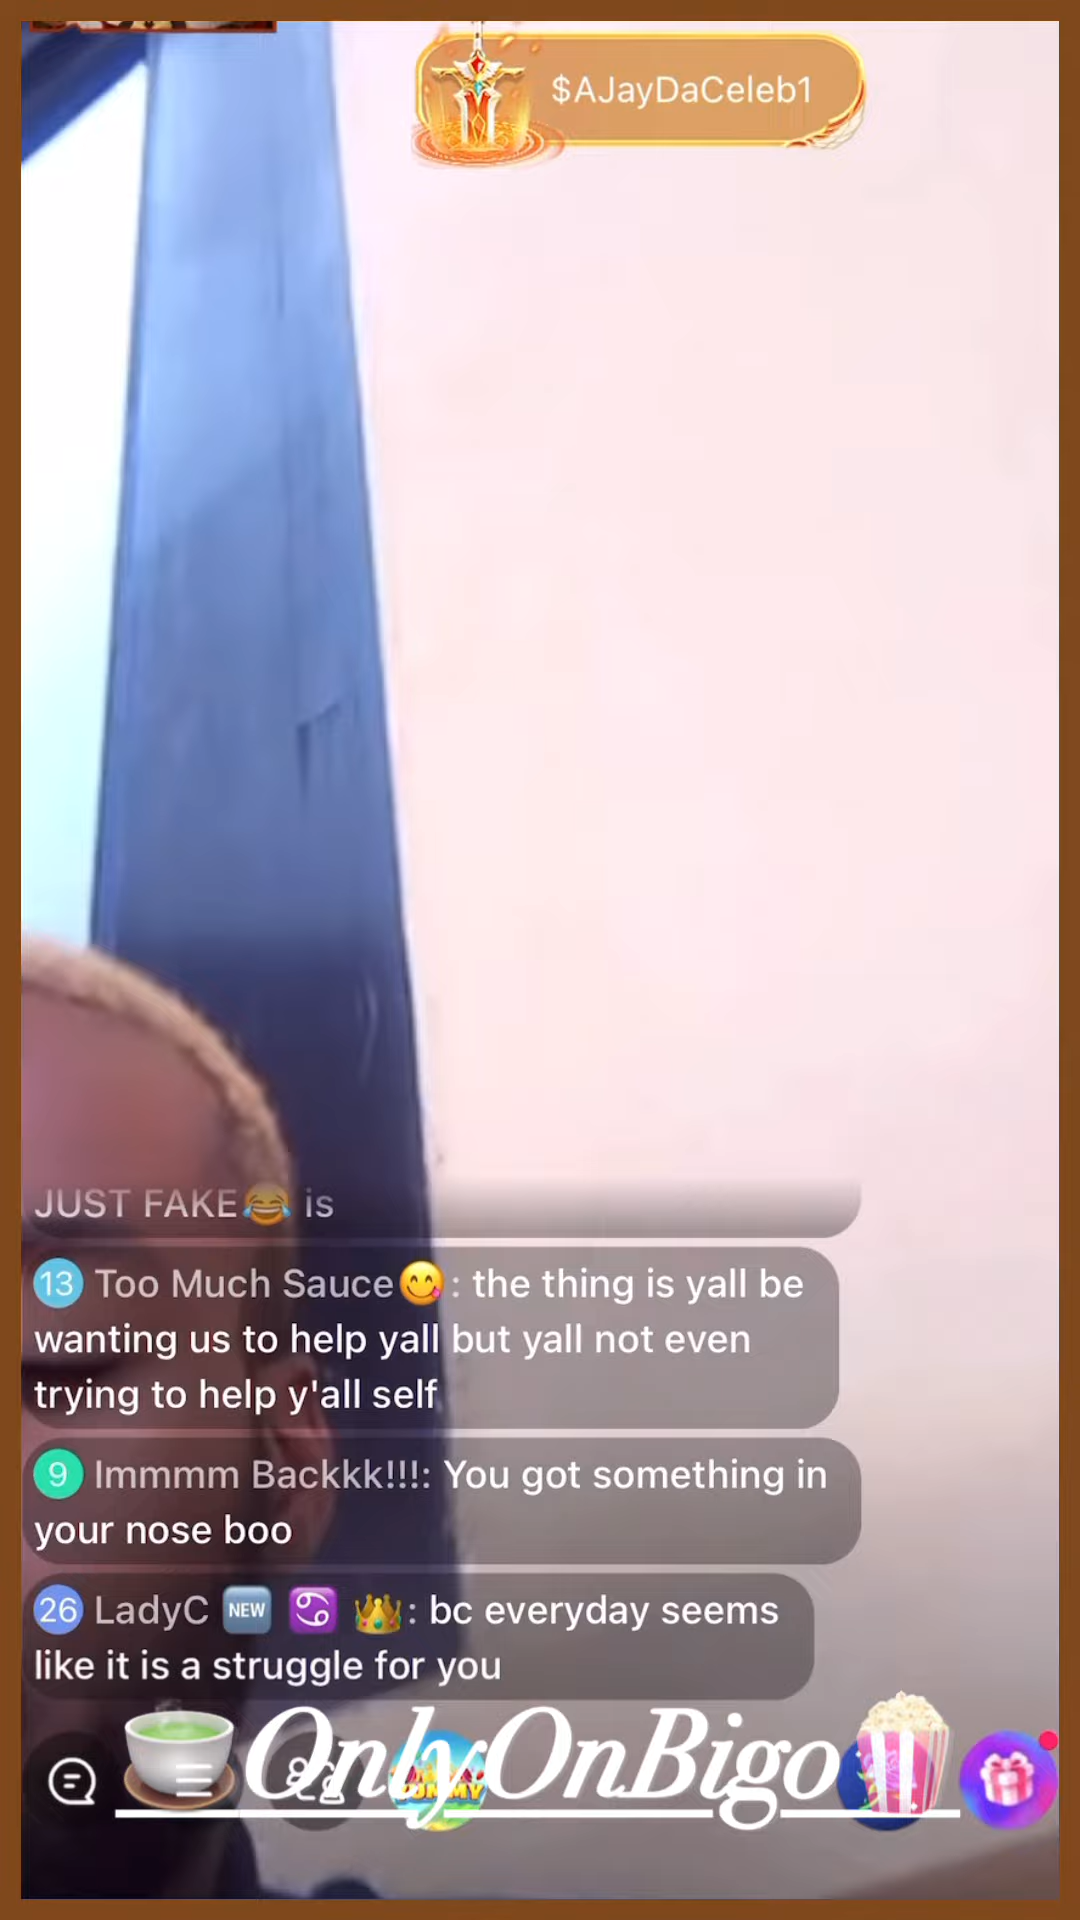 $AJayDaCeleb1
JUST FAKE😂 is
13 Too Much Sauce😋: the thing is yall be
wanting us to help yall but yall not even
trying to help y'all self
9 Immmm Backkk!!!: You got something in
your nose boo
26 LadyC 🆕 ♋ 👑: bc everyday seems
like it is a struggle for you
🍵OnlyOnBigo🍿